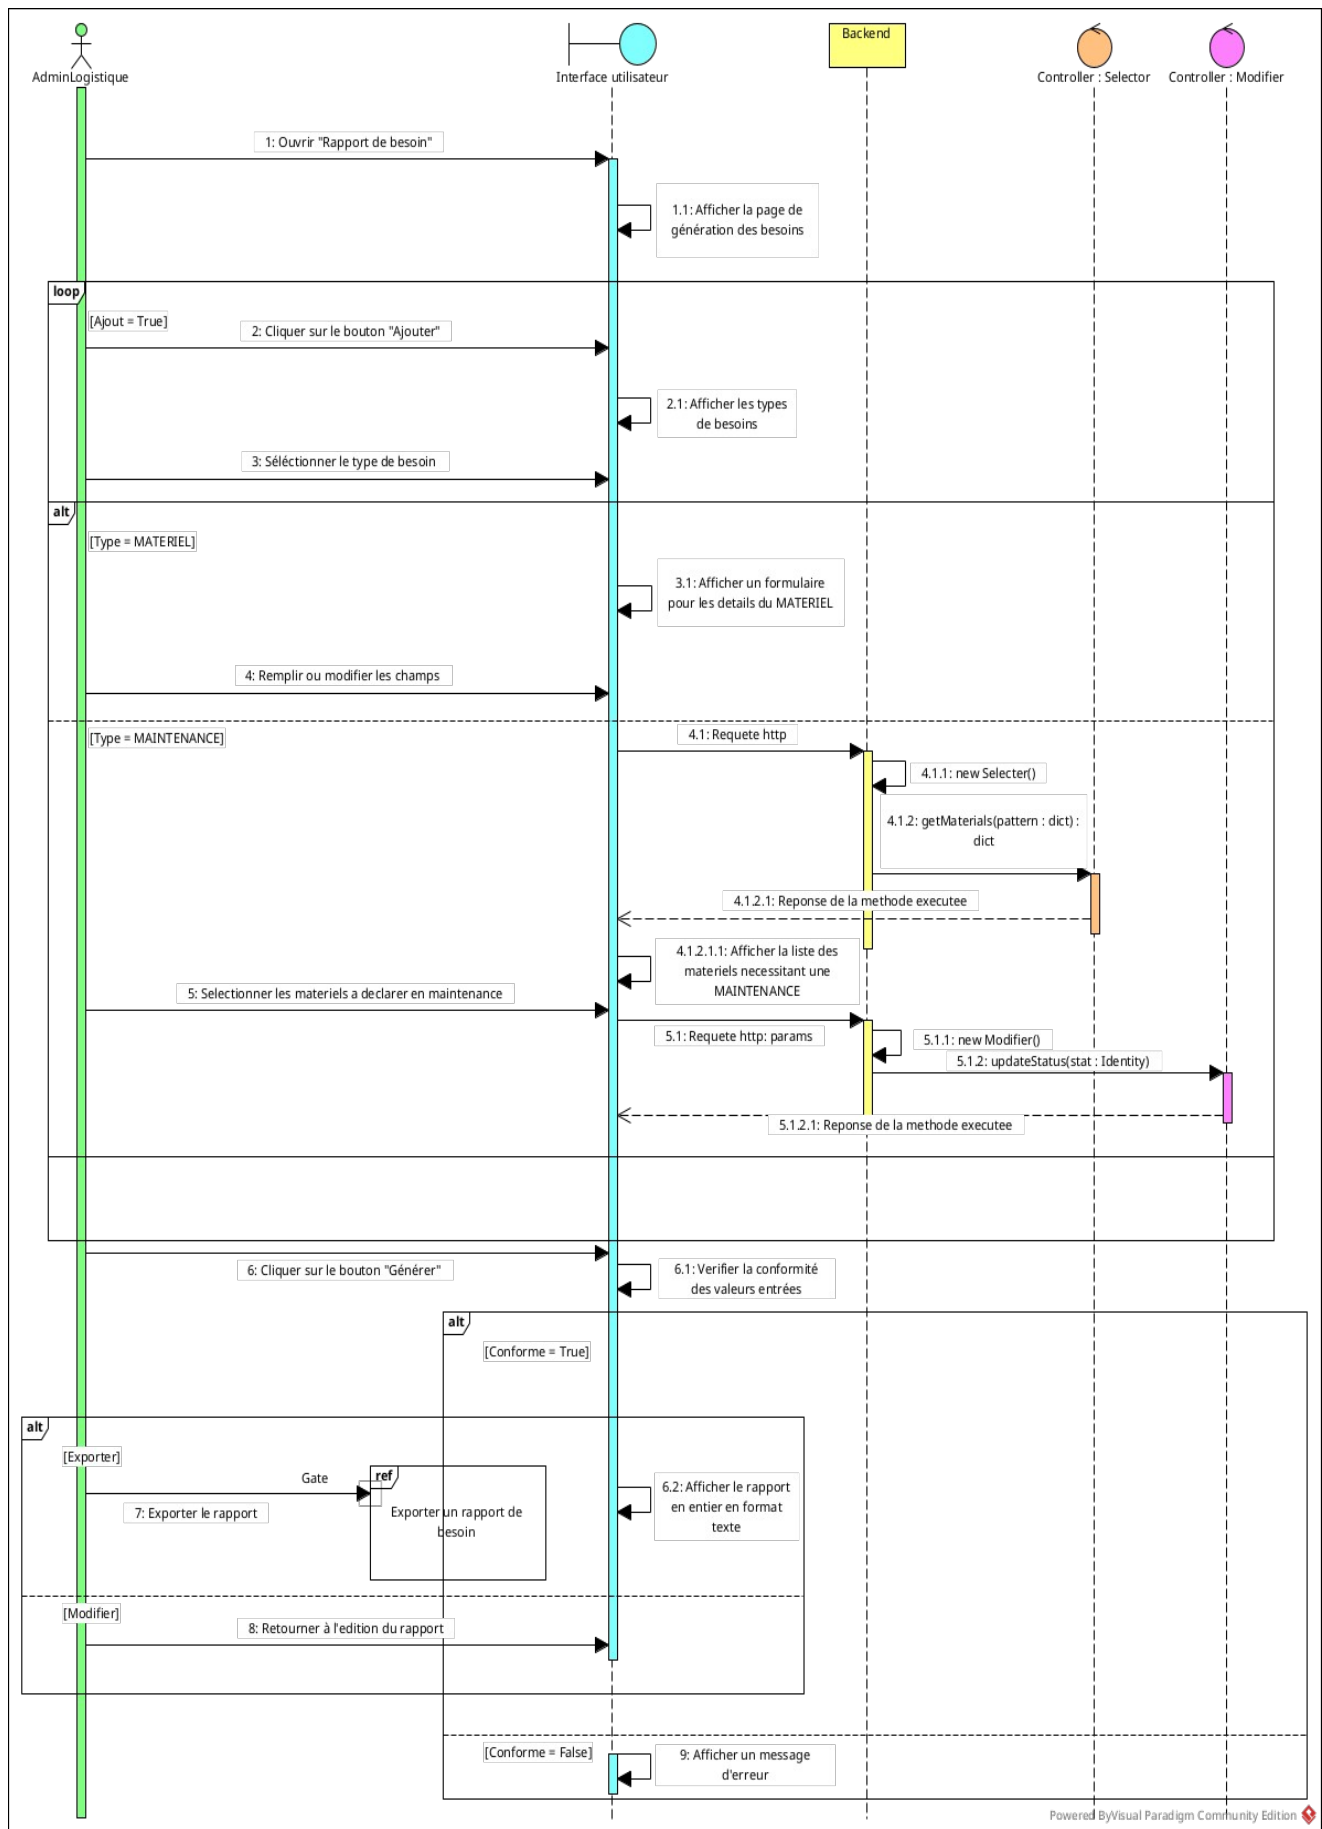 Backend
AdminLogistique
Interface utilisateur
Controller : Selector
Controller : Modifier
1: Ouvrir "Rapport de besoin"
1.1: Afficher la page de
génération des besoins
loop
[Ajout = True]
2: Cliquer sur le bouton "Ajouter"
2.1: Afficher les types
de besoins
3: Séléctionner le type de besoin
alt
[Type = MATERIEL]
3.1: Afficher un formulaire
pour les details du MATERIEL
4: Remplir ou modifier les champs
[Type = MAINTENANCE]
4.1: Requete http
4.1.1: new Selecter()
4.1.2: getMaterials(pattern : dict) :
dict
4.1.2.1: Reponse de la methode executee
4.1.2.1.1: Afficher la liste des
materiels necessitant une
MAINTENANCE
5: Selectionner les materiels a declarer en maintenance
5.1: Requete http: params
5.1.1: new Modifier()
5.1.2: updateStatus(stat : Identity)
5.1.2.1: Reponse de la methode executee
6: Cliquer sur le bouton "Générer"
6.1: Verifier la conformité
des valeurs entrées
alt
[Conforme = True]
alt
[Exporter]
Gate
ref
7: Exporter le rapport
Exporter un rapport de
besoin
6.2: Afficher le rapport
en entier en format
texte
[Modifier]
8: Retourner à l'edition du rapport
[Conforme = False]
9: Afficher un message
d'erreur
Powered ByVisual Paradigm Community Edition